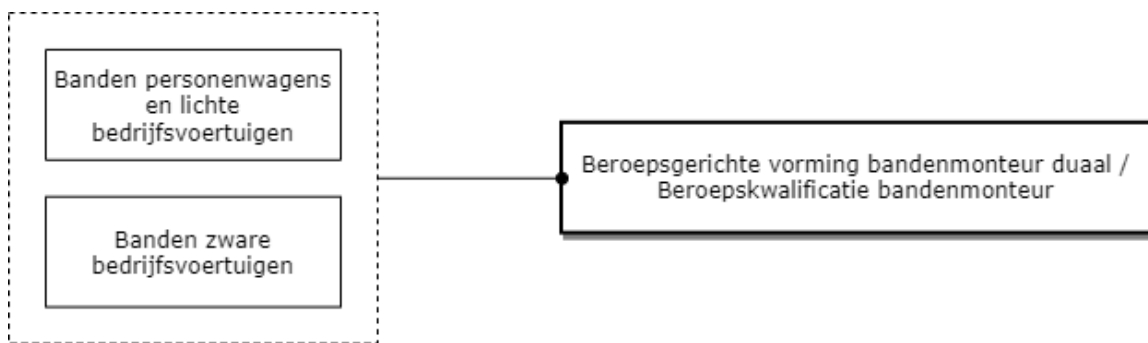 Banden personenwagens
en lichte
bedrijfsvoertuigen
Banden zware
bedrijfsvoertuigen
Beroepsgerichte vorming bandenmonteur duaal /
Beroepskwalificatie bandenmonteur